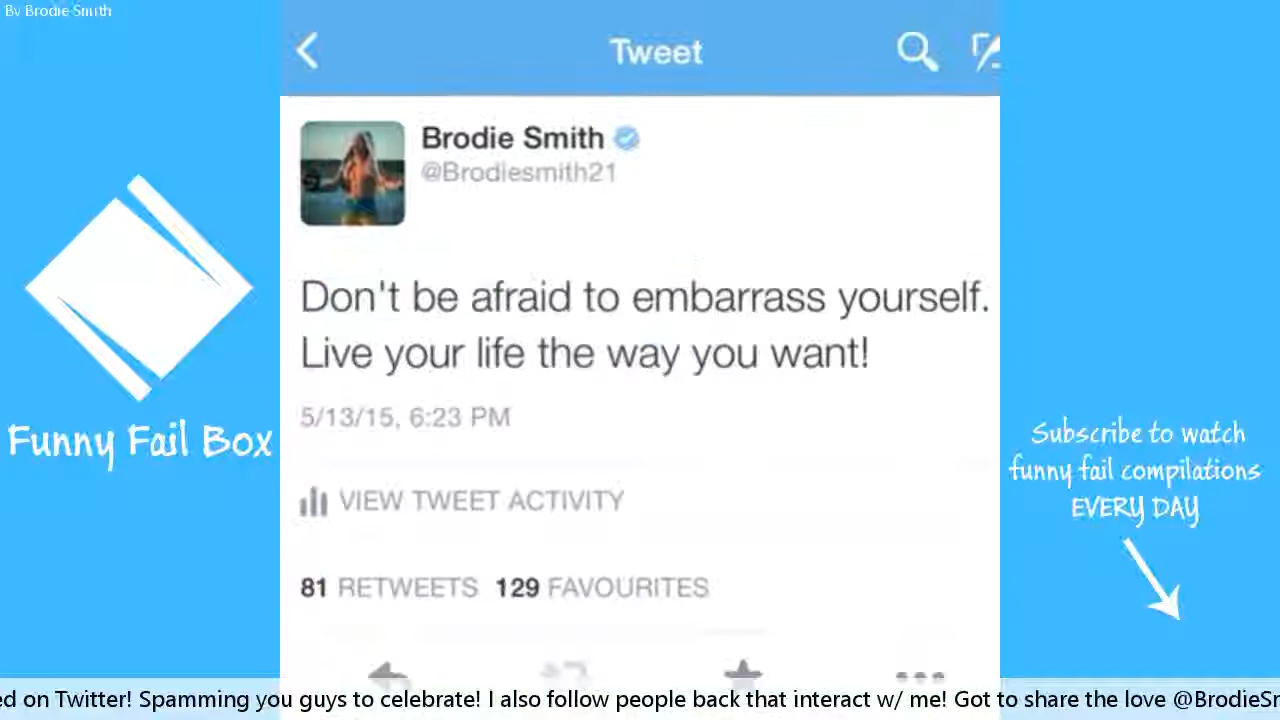 By Brodie Smith
Tweet
Brodie Smith
@Brodiesmith21
Don't be afraid to embarrass yourself.
Live your life the way you want!
5/13/15, 6:23 PM
VIEW TWEET ACTIVITY
81 RETWEETS 129 FAVOURITES
Funny Fail Box
Subscribe to watch
funny fail compilations
EVERY DAY
on Twitter! Spamming you guys to celebrate! I also follow people back that interact w/ me! Got to share the love